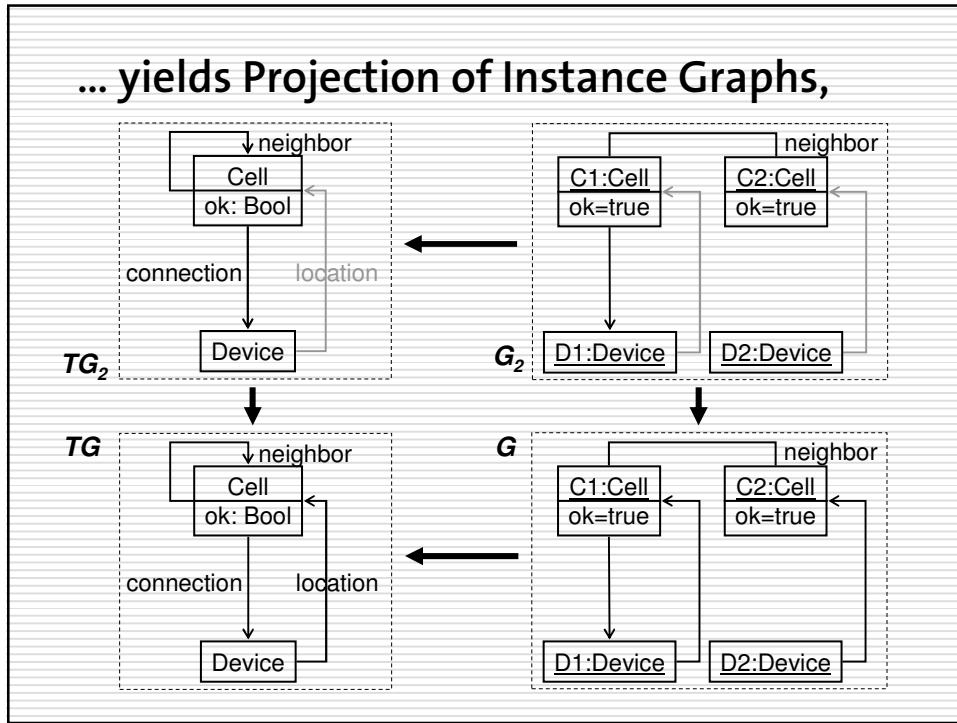 ... yields Projection of Instance Graphs,
neighbor
Cell
ok: Bool
connection
location
Device
TG2
neighbor
C1:Cell
ok=true
C2:Cell
ok=true
D1:Device
D2:Device
G2
TG
neighbor
Cell
ok: Bool
connection
location
Device
G
neighbor
C1:Cell
ok=true
C2:Cell
ok=true
D1:Device
D2:Device